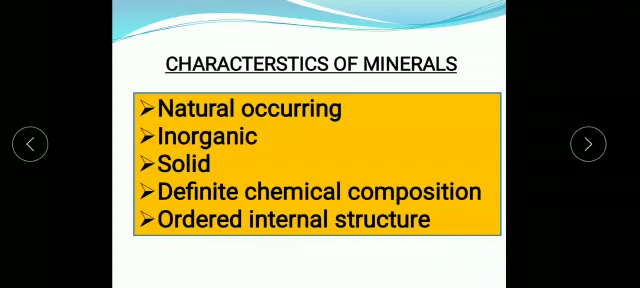 CHARACTERSTICS OF MINERALS
➢Natural occurring
➢Inorganic
➢Solid
➢Definite chemical composition
➢Ordered internal structure